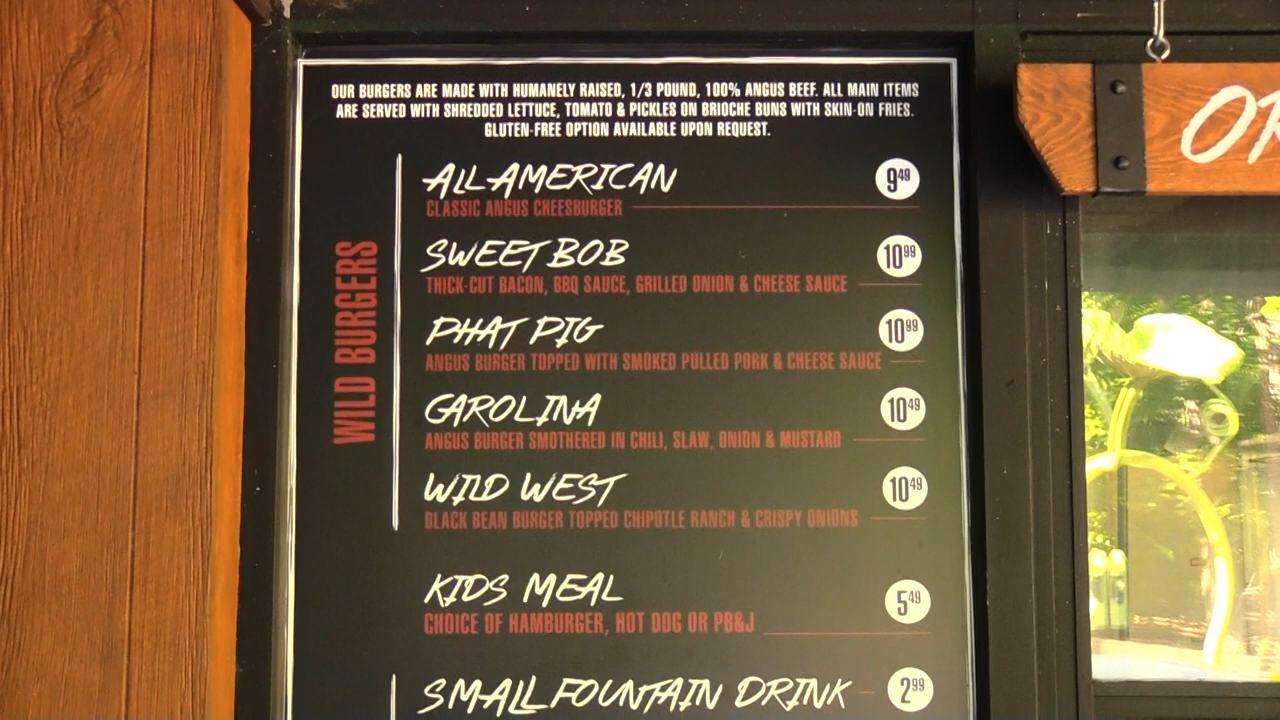 OUR BURGERS ARE MADE WITH HUMANELY RAISED, 1/3 POUND, 100% ANGUS BEEF. ALL MAIN ITEMS
ARE SERVED WITH SHREDDED LETTUCE, TOMATO & PICKLES ON BRIOCHE BUNS WITH SKIN-ON FRIES.
GLUTEN-FREE OPTION AVAILABLE UPON REQUEST.
WILD BURGERS
ALL AMERICAN 9.49
CLASSIC ANGUS CHEESBURGER
SWEET BOB 10.99
THICK-CUT BACON, BBQ SAUCE, GRILLED ONION & CHEESE SAUCE
PHAT PIG 10.99
ANGUS BURGER TOPPED WITH SMOKED PULLED PORK & CHEESE SAUCE
CAROLINA 10.49
ANGUS BURGER SMOTHERED IN CHILI, SLAW, ONION & MUSTARD
WILD WEST 10.49
BLACK BEAN BURGER TOPPED CHIPOTLE RANCH & CRISPY ONIONS
KIDS MEAL 5.49
CHOICE OF HAMBURGER, HOT DOG OR PB&J
SMALL FOUNTAIN DRINK 2.99